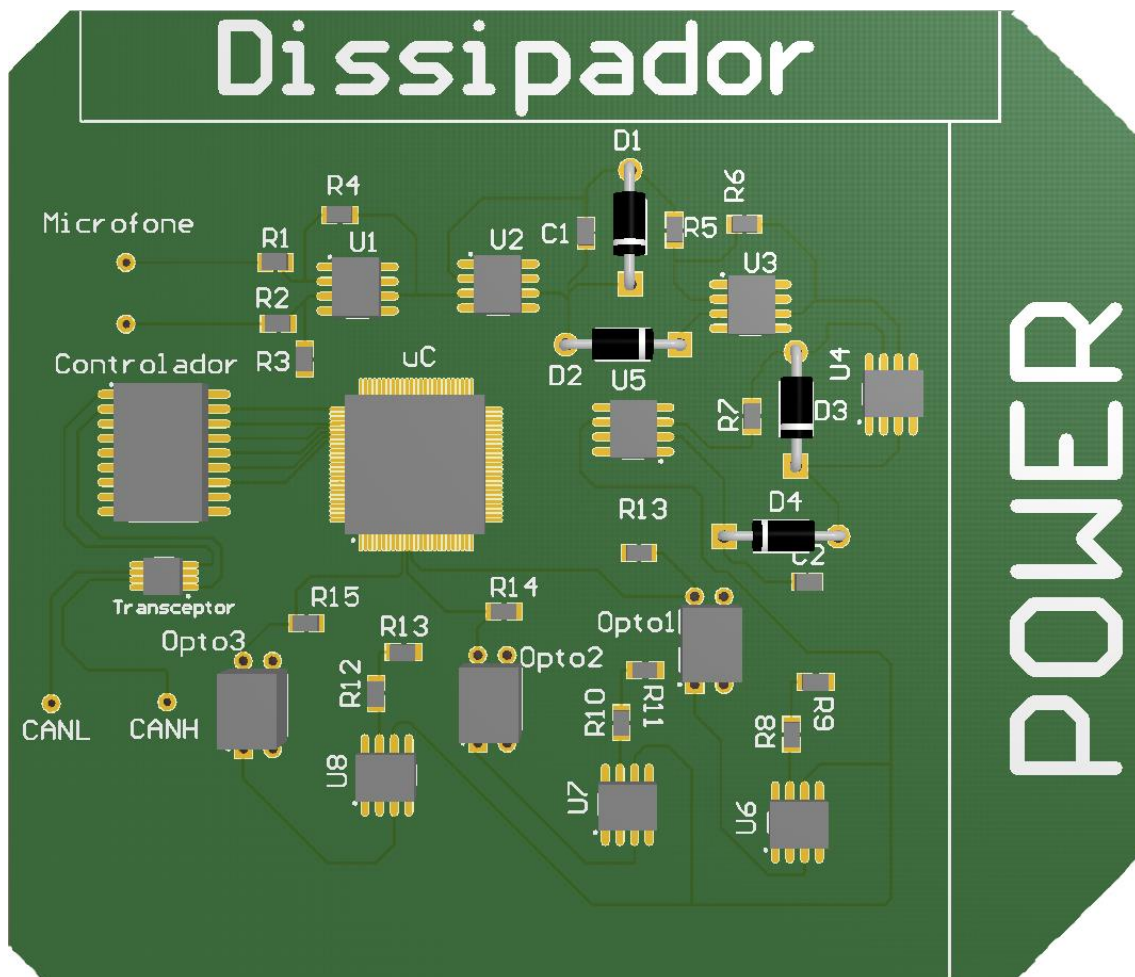 Dissipador
D1
R4
R6
Microfone
R1
U1
U2
C1
R5
U3
R2
R3
Controlador
uC
D2
U5
U4
R7
D3
D4
R13
C2
Transceptor
R15
R14
Opto3
R13
Opto2
Opto1
R12
R10
R11
R8
R9
CANL
CANH
U8
U7
U6
POWER